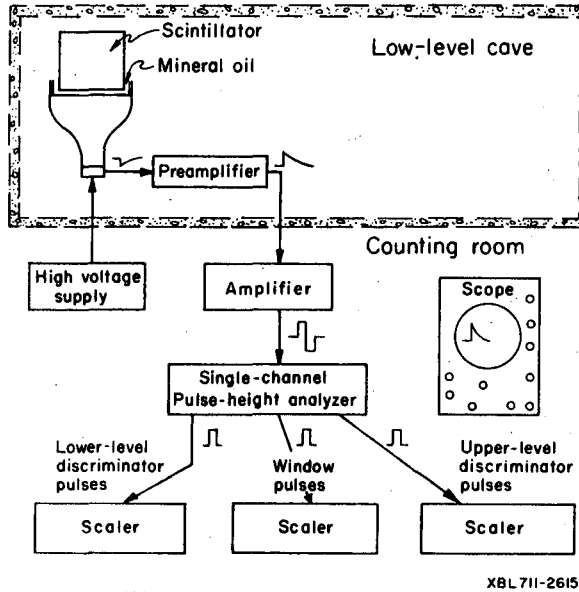 Scintillator
Low-level cave
Mineral oil
Preamplifier
Counting room
High voltage
supply
Amplifier
Scope
Single-channel
Pulse-height analyzer
Lower-level
discriminator
pulses
Window
pulses
Upper-level
discriminator
pulses
Scaler
Scaler
Scaler
XBL 711-2615